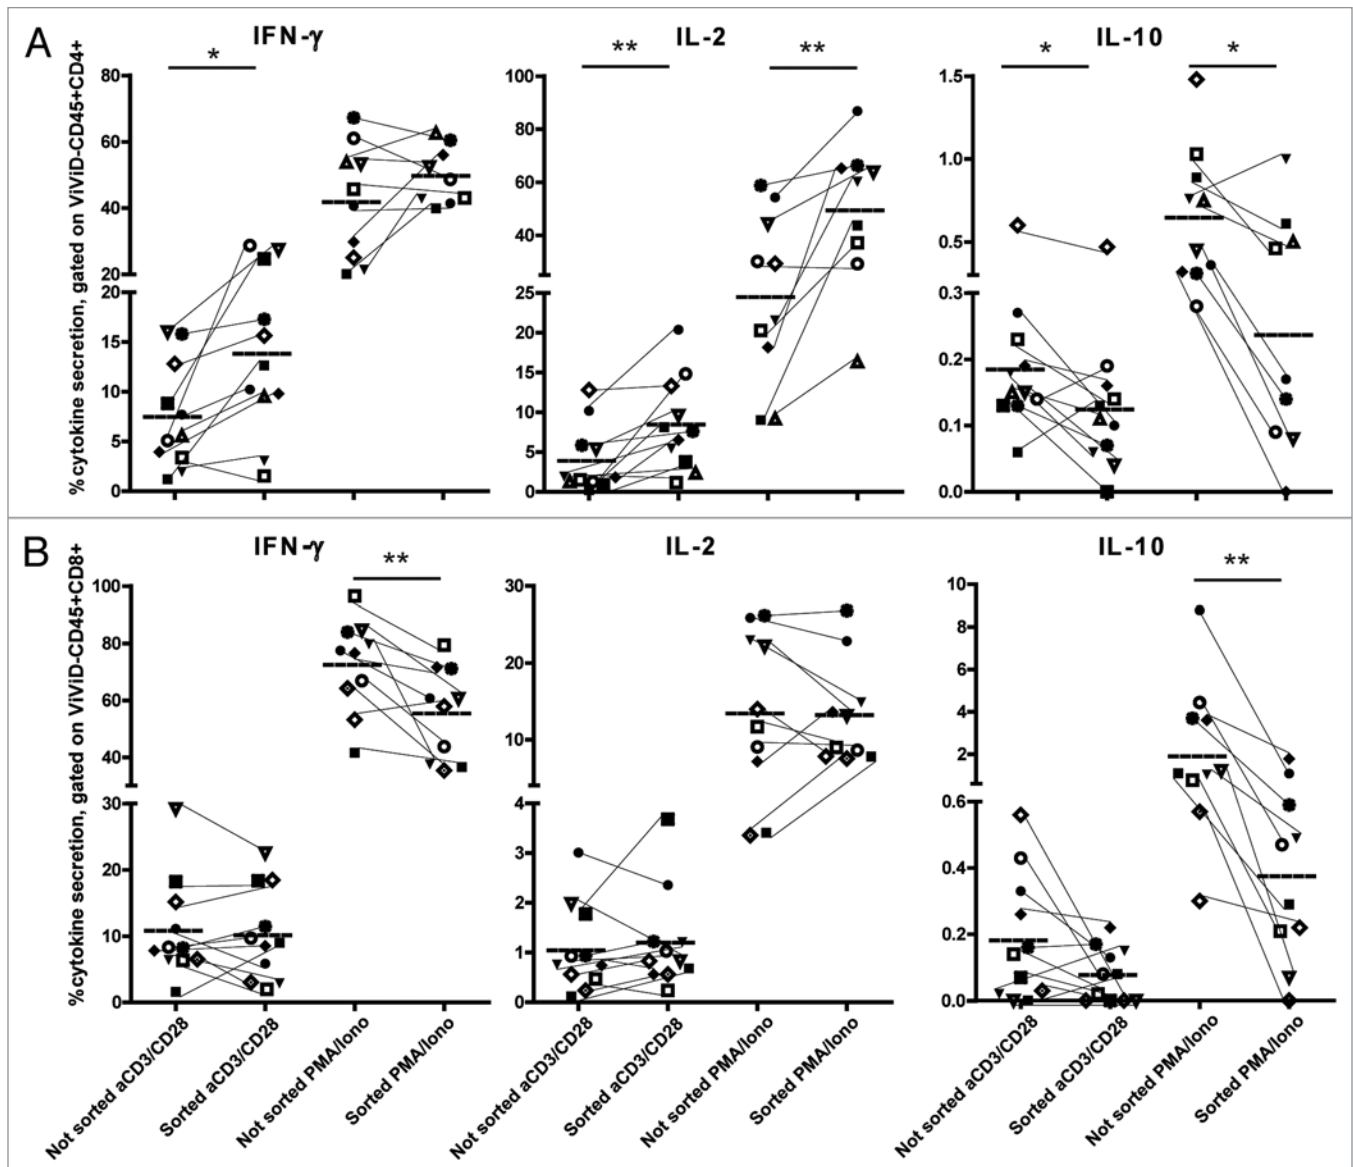 A
IFN-γ
IL-2
IL-10
*
**
**
*
*
%cytokine secretion, gated on ViViD-CD45+CD4+
80
60
40
20
20
15
10
5
0
100
80
60
40
25
20
15
10
5
0
1.5
1.0
0.5
0.3
0.2
0.1
0.0
B
IFN-γ
IL-2
IL-10
**
**
%cytokine secretion, gated on ViViD-CD45+CD8+
100
80
60
40
30
20
10
0
30
20
10
4
3
2
1
0
10
8
6
4
2
0.6
0.4
0.2
0.0
Not sorted aCD3/CD28
Sorted aCD3/CD28
Not sorted PMA/Iono
Sorted PMA/Iono
Not sorted aCD3/CD28
Sorted aCD3/CD28
Not sorted PMA/Iono
Sorted PMA/Iono
Not sorted aCD3/CD28
Sorted aCD3/CD28
Not sorted PMA/Iono
Sorted PMA/Iono